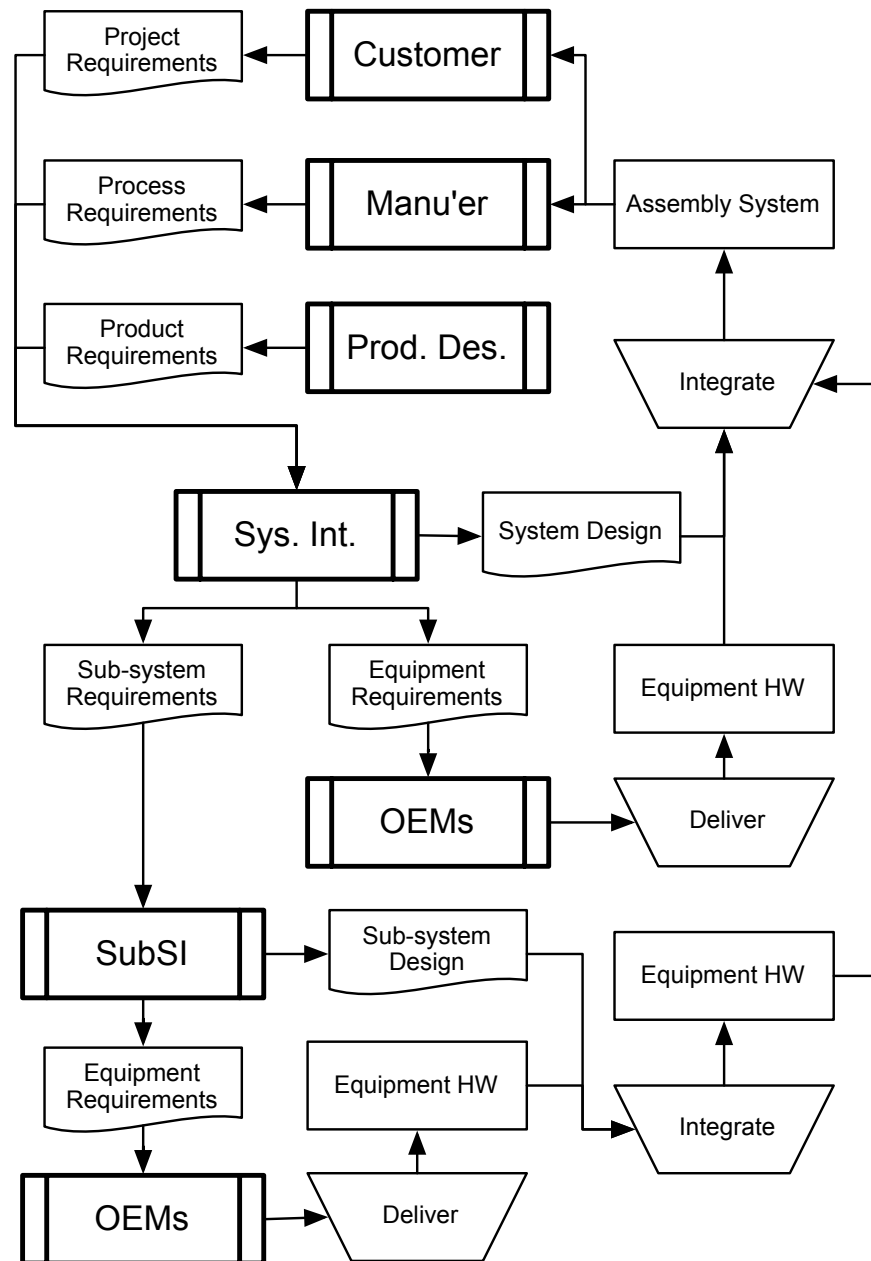 Project
Requirements
Customer
Process
Requirements
Manu'er
Assembly System
Product
Requirements
Prod. Des.
Integrate
Sys. Int.
System Design
Sub-system
Requirements
Equipment
Requirements
Equipment HW
OEMs
Deliver
SubSI
Sub-system
Design
Equipment HW
Equipment
Requirements
Equipment HW
Integrate
OEMs
Deliver